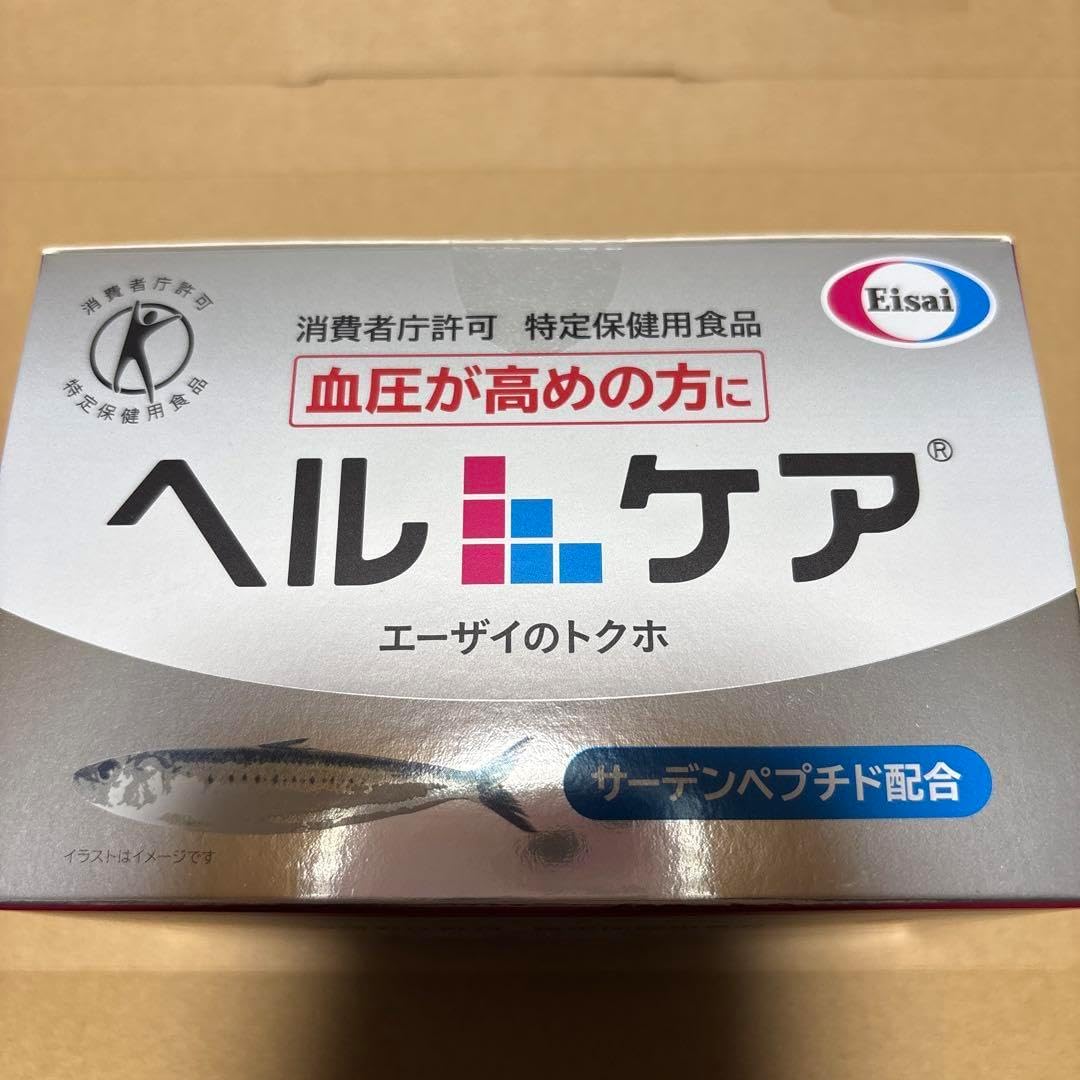 消費者庁許可
特定保健用食品
消費者庁許可 特定保健用食品
Eisai
血圧が高めの方に
ヘルケア®
エーザイのトクホ
サーデンペプチド配合
イラストはイメージです